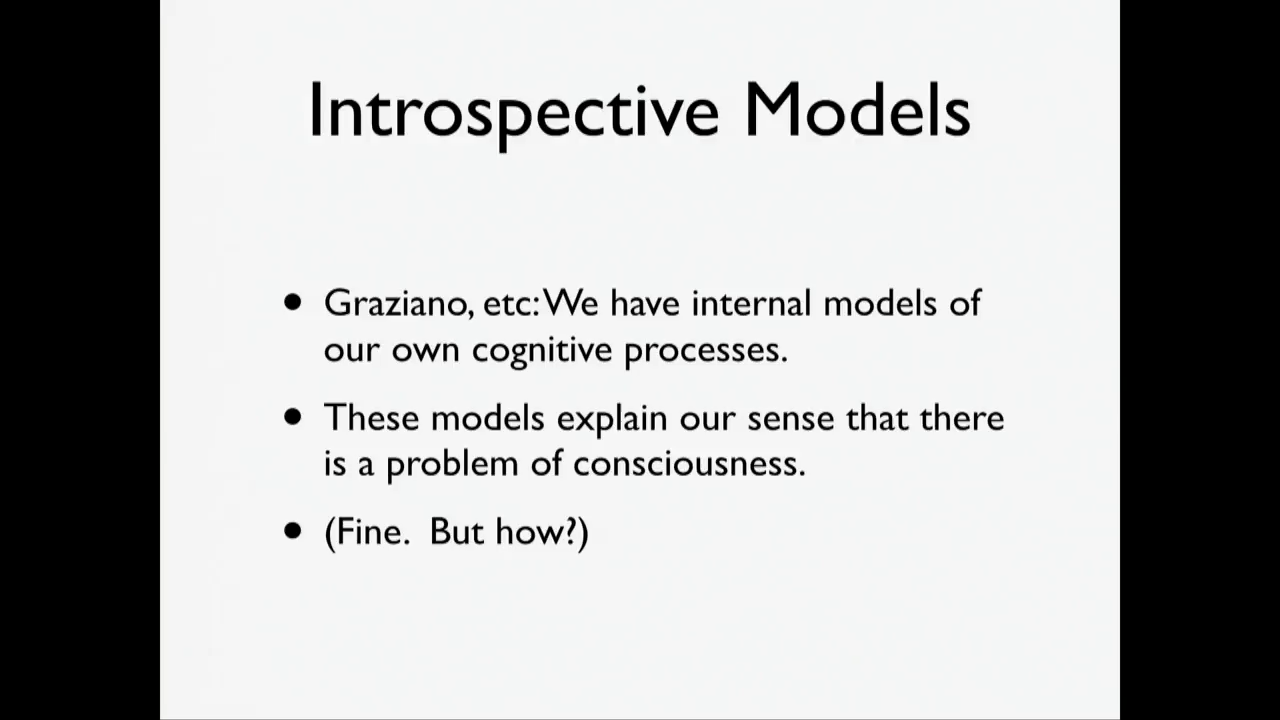 Introspective Models
• Graziano, etc: We have internal models of
our own cognitive processes.
• These models explain our sense that there
is a problem of consciousness.
• (Fine.  But how?)